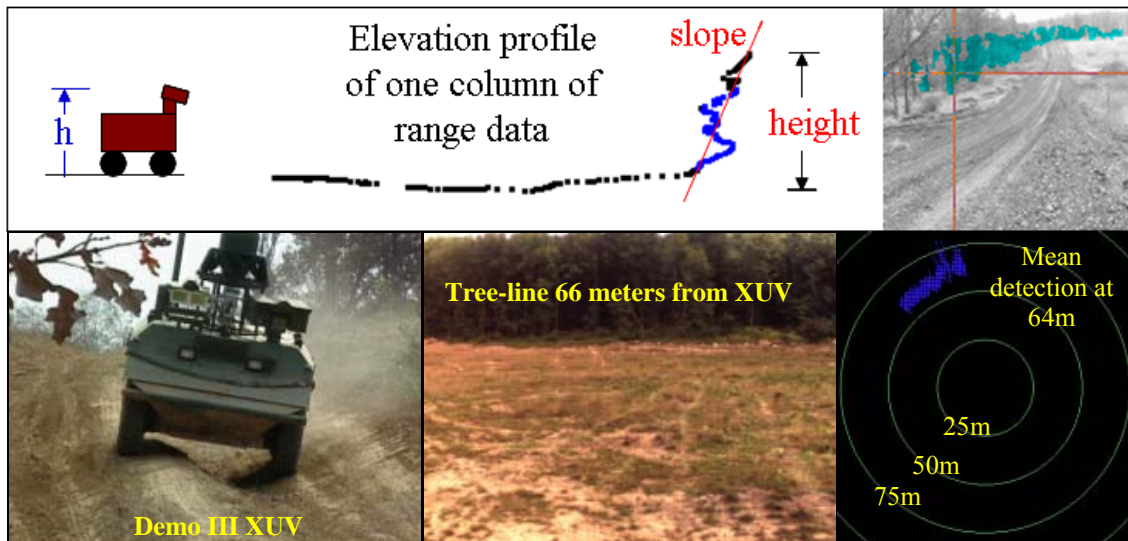 h
Elevation profile
of one column of
range data
slope
height
Demo III XUV
Tree-line 66 meters from XUV
Mean
detection at
64m
25m
50m
75m